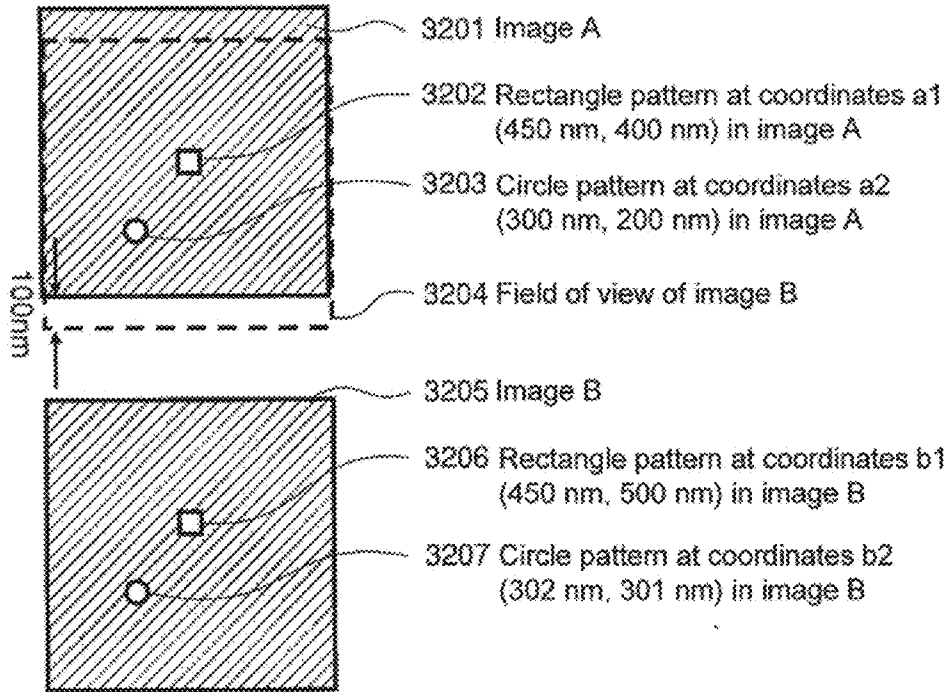 3201 Image A
3202 Rectangle pattern at coordinates a1
(450 nm, 400 nm) in image A
3203 Circle pattern at coordinates a2
(300 nm, 200 nm) in image A
100nm
3204 Field of view of image B
3205 Image B
3206 Rectangle pattern at coordinates b1
(450 nm, 500 nm) in image B
3207 Circle pattern at coordinates b2
(302 nm, 301 nm) in image B